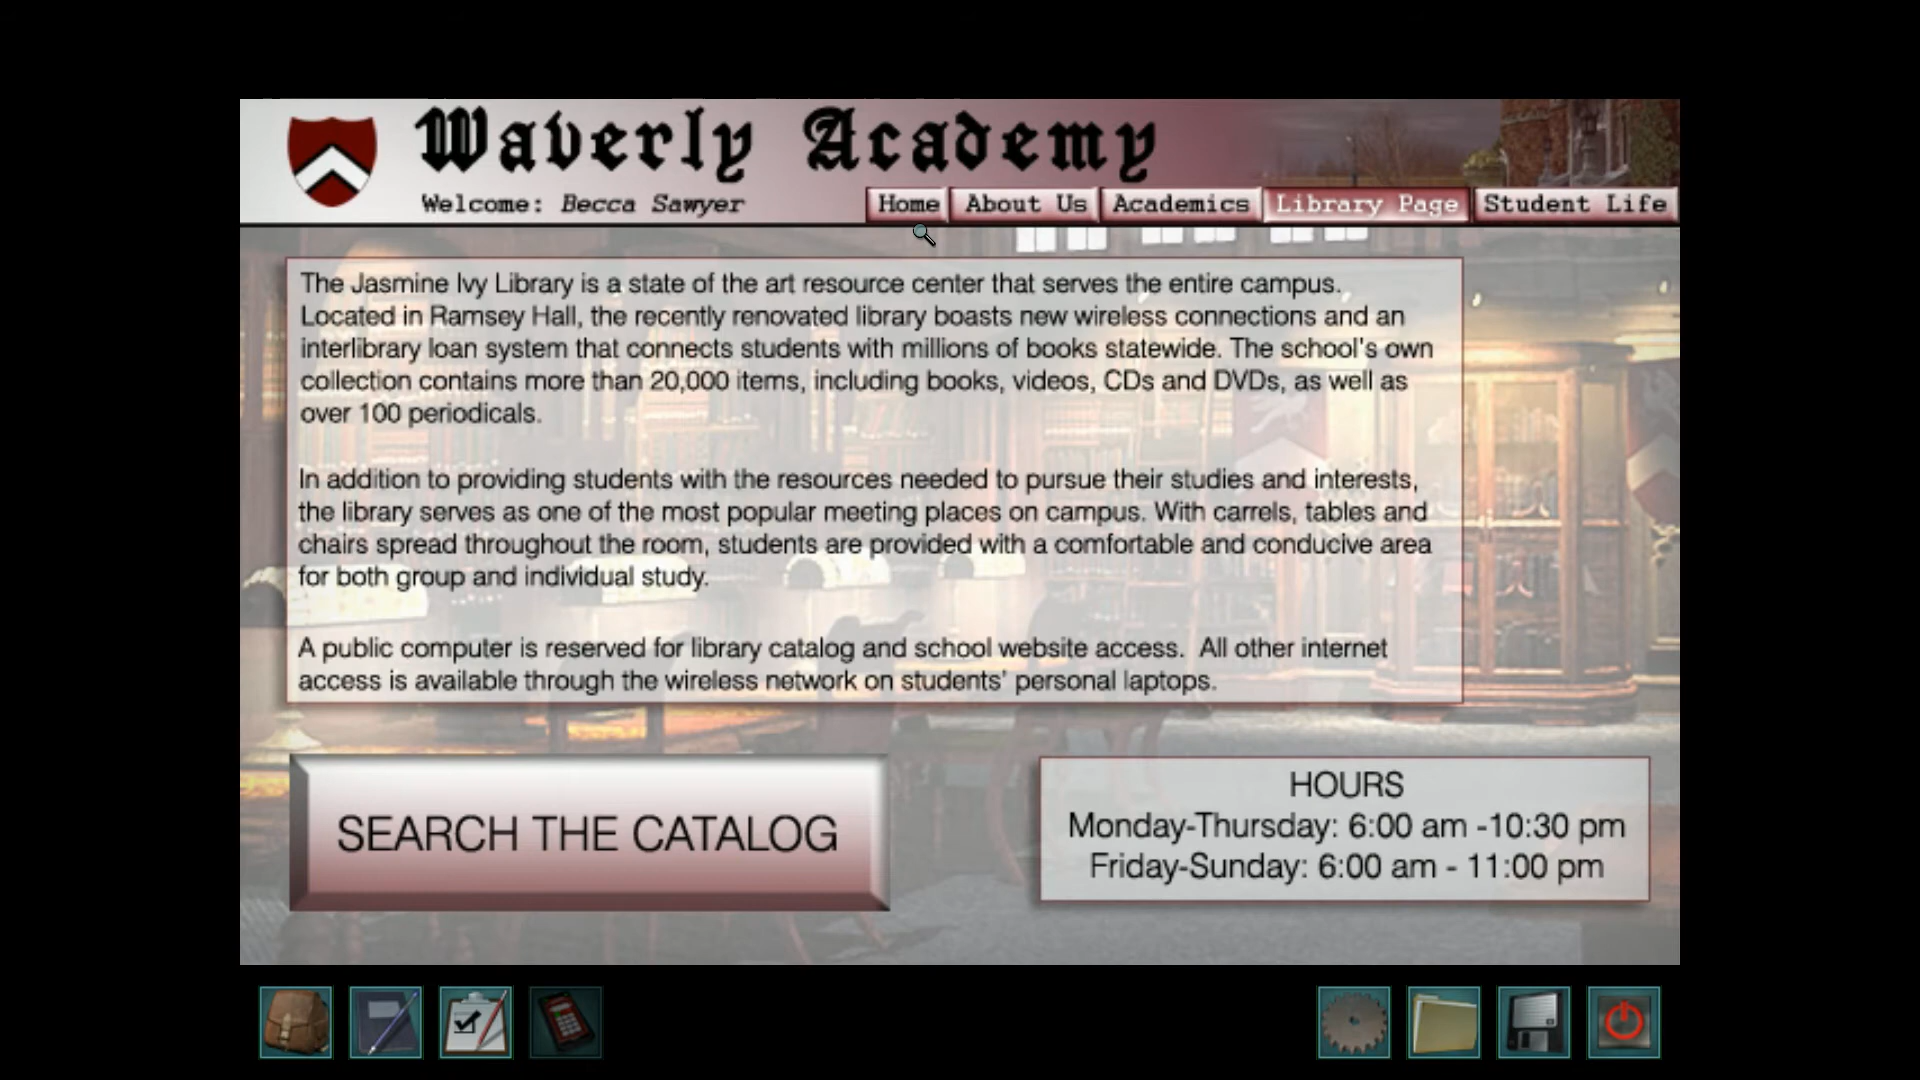 Waverly Academy
Welcome: Becca Sawyer
Home About Us Academics Library Page Student Life
The Jasmine Ivy Library is a state of the art resource center that serves the entire campus.
Located in Ramsey Hall, the recently renovated library boasts new wireless connections and an
interlibrary loan system that connects students with millions of books statewide. The school's own
collection contains more than 20,000 items, including books, videos, CDs and DVDs, as well as
over 100 periodicals.
In addition to providing students with the resources needed to pursue their studies and interests,
the library serves as one of the most popular meeting places on campus. With carrels, tables and
chairs spread throughout the room, students are provided with a comfortable and conducive area
for both group and individual study.
A public computer is reserved for library catalog and school website access. All other internet
access is available through the wireless network on students' personal laptops.
SEARCH THE CATALOG
HOURS
Monday-Thursday: 6:00 am -10:30 pm
Friday-Sunday: 6:00 am - 11:00 pm